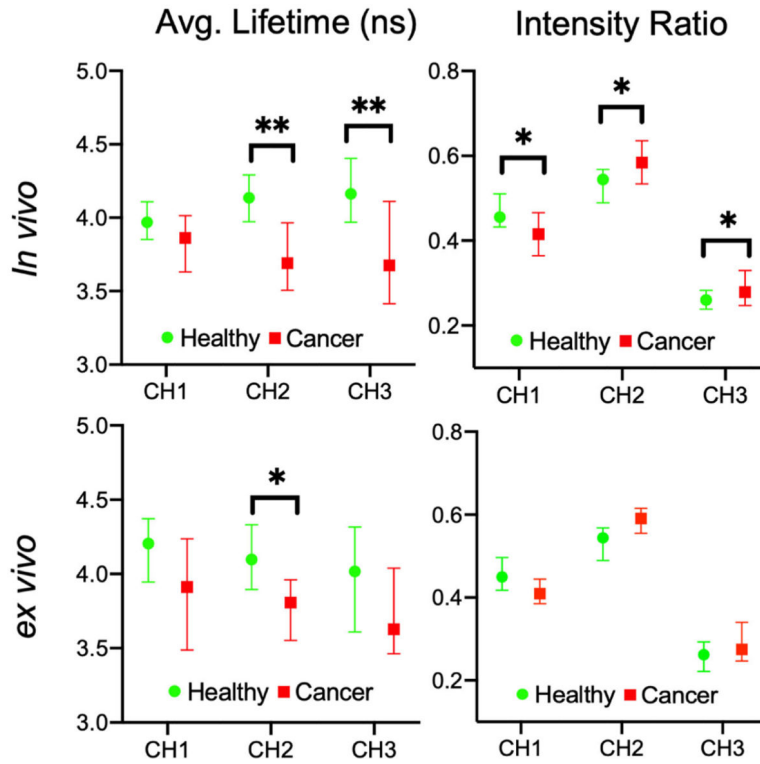 Avg. Lifetime (ns)
Intensity Ratio
In vivo
5.0
4.5
4.0
3.5
3.0
** **
Healthy Cancer
CH1 CH2 CH3
0.8
0.6
0.4
0.2
* * *
Healthy Cancer
CH1 CH2 CH3
ex vivo
5.0
4.5
4.0
3.5
3.0
*
Healthy Cancer
CH1 CH2 CH3
0.8
0.6
0.4
0.2
Healthy Cancer
CH1 CH2 CH3